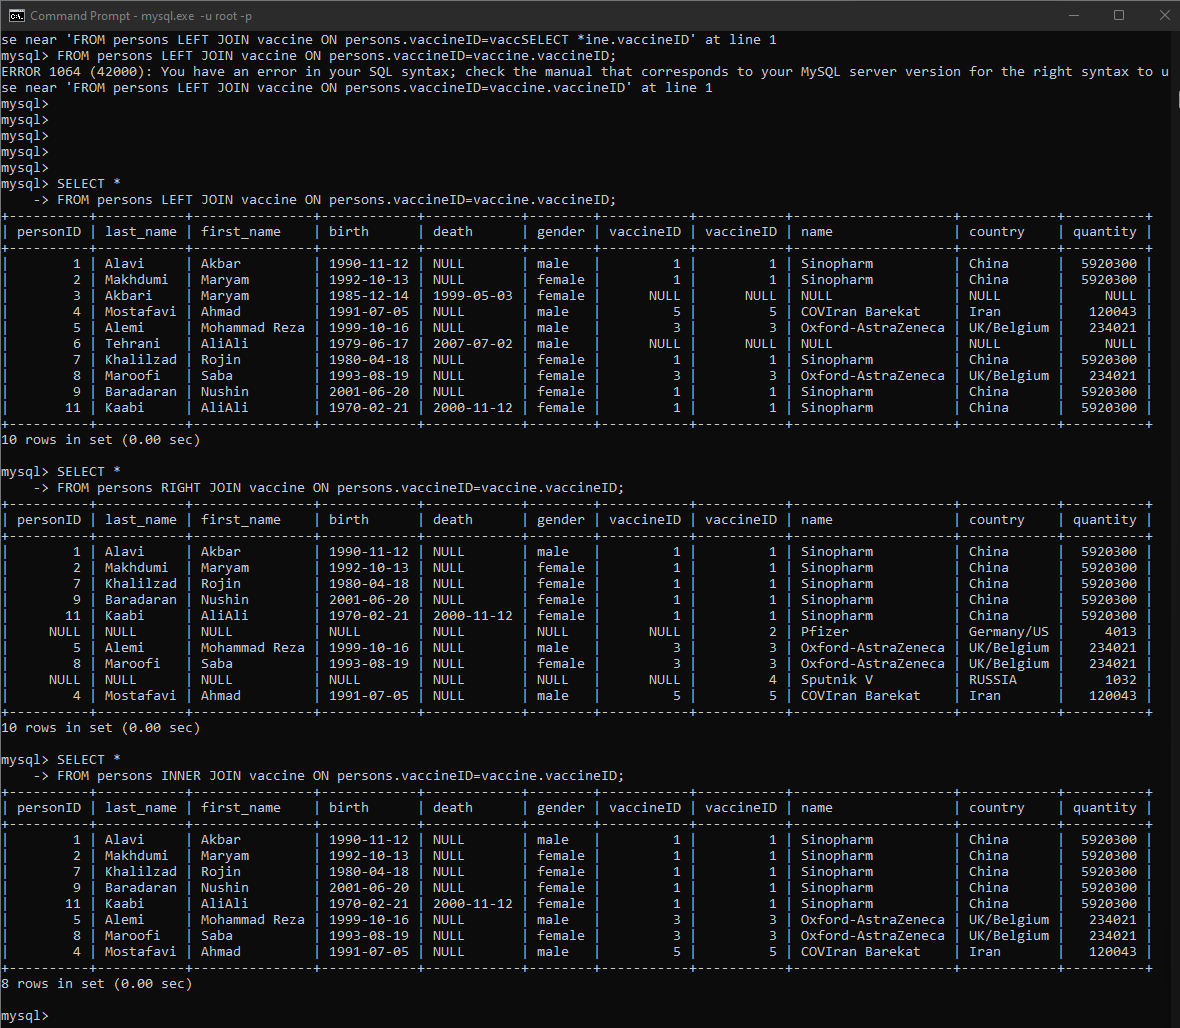 Command Prompt - mysql.exe -u root -p
se near 'FROM persons LEFT JOIN vaccine ON persons.vaccineID=vaccSELECT *ine.vaccineID' at line 1
mysql> FROM persons LEFT JOIN vaccine ON persons.vaccineID=vaccine.vaccineID;
ERROR 1064 (42000): You have an error in your SQL syntax; check the manual that corresponds to your MySQL server version for the right syntax to u
se near 'FROM persons LEFT JOIN vaccine ON persons.vaccineID=vaccine.vaccineID' at line 1
mysql>
mysql>
mysql>
mysql>
mysql>
mysql> SELECT *
    -> FROM persons LEFT JOIN vaccine ON persons.vaccineID=vaccine.vaccineID;
+----------+-----------+---------------+------------+------------+--------+-----------+-----------+--------------------+------------+----------+
| personID | last_name | first_name    | birth      | death      | gender | vaccineID | vaccineID | name               | country    | quantity |
+----------+-----------+---------------+------------+------------+--------+-----------+-----------+--------------------+------------+----------+
|        1 | Alavi     | Akbar         | 1990-11-12 | NULL       | male   |         1 |         1 | Sinopharm          | China      |  5920300 |
|        2 | Makhdumi  | Maryam        | 1992-10-13 | NULL       | female |         1 |         1 | Sinopharm          | China      |  5920300 |
|        3 | Akbari    | Maryam        | 1985-12-14 | 1999-05-03 | female |      NULL |      NULL | NULL               | NULL       |     NULL |
|        4 | Mostafavi | Ahmad         | 1991-07-05 | NULL       | male   |         5 |         5 | COVIran Barekat    | Iran       |   120043 |
|        5 | Alemi     | Mohammad Reza | 1999-10-16 | NULL       | male   |         3 |         3 | Oxford-AstraZeneca | UK/Belgium |   234021 |
|        6 | Tehrani   | AliAli        | 1979-06-17 | 2007-07-02 | male   |      NULL |      NULL | NULL               | NULL       |     NULL |
|        7 | Khalilzad | Rojin         | 1980-04-18 | NULL       | female |         1 |         1 | Sinopharm          | China      |  5920300 |
|        8 | Maroofi   | Saba          | 1993-08-19 | NULL       | female |         3 |         3 | Oxford-AstraZeneca | UK/Belgium |   234021 |
|        9 | Baradaran | Nushin        | 2001-06-20 | NULL       | female |         1 |         1 | Sinopharm          | China      |  5920300 |
|       11 | Kaabi     | AliAli        | 1970-02-21 | 2000-11-12 | female |         1 |         1 | Sinopharm          | China      |  5920300 |
+----------+-----------+---------------+------------+------------+--------+-----------+-----------+--------------------+------------+----------+
10 rows in set (0.00 sec)
mysql> SELECT *
    -> FROM persons RIGHT JOIN vaccine ON persons.vaccineID=vaccine.vaccineID;
+----------+-----------+---------------+------------+------------+--------+-----------+-----------+--------------------+------------+----------+
| personID | last_name | first_name    | birth      | death      | gender | vaccineID | vaccineID | name               | country    | quantity |
+----------+-----------+---------------+------------+------------+--------+-----------+-----------+--------------------+------------+----------+
|        1 | Alavi     | Akbar         | 1990-11-12 | NULL       | male   |         1 |         1 | Sinopharm          | China      |  5920300 |
|        2 | Makhdumi  | Maryam        | 1992-10-13 | NULL       | female |         1 |         1 | Sinopharm          | China      |  5920300 |
|        7 | Khalilzad | Rojin         | 1980-04-18 | NULL       | female |         1 |         1 | Sinopharm          | China      |  5920300 |
|        9 | Baradaran | Nushin        | 2001-06-20 | NULL       | female |         1 |         1 | Sinopharm          | China      |  5920300 |
|       11 | Kaabi     | AliAli        | 1970-02-21 | 2000-11-12 | female |         1 |         1 | Sinopharm          | China      |  5920300 |
|     NULL | NULL      | NULL          | NULL       | NULL       | NULL   |      NULL |         2 | Pfizer             | Germany/US |     4013 |
|        5 | Alemi     | Mohammad Reza | 1999-10-16 | NULL       | male   |         3 |         3 | Oxford-AstraZeneca | UK/Belgium |   234021 |
|        8 | Maroofi   | Saba          | 1993-08-19 | NULL       | female |         3 |         3 | Oxford-AstraZeneca | UK/Belgium |   234021 |
|     NULL | NULL      | NULL          | NULL       | NULL       | NULL   |      NULL |         4 | Sputnik V          | RUSSIA     |     1032 |
|        4 | Mostafavi | Ahmad         | 1991-07-05 | NULL       | male   |         5 |         5 | COVIran Barekat    | Iran       |   120043 |
+----------+-----------+---------------+------------+------------+--------+-----------+-----------+--------------------+------------+----------+
10 rows in set (0.00 sec)
mysql> SELECT *
    -> FROM persons INNER JOIN vaccine ON persons.vaccineID=vaccine.vaccineID;
+----------+-----------+---------------+------------+------------+--------+-----------+-----------+--------------------+------------+----------+
| personID | last_name | first_name    | birth      | death      | gender | vaccineID | vaccineID | name               | country    | quantity |
+----------+-----------+---------------+------------+------------+--------+-----------+-----------+--------------------+------------+----------+
|        1 | Alavi     | Akbar         | 1990-11-12 | NULL       | male   |         1 |         1 | Sinopharm          | China      |  5920300 |
|        2 | Makhdumi  | Maryam        | 1992-10-13 | NULL       | female |         1 |         1 | Sinopharm          | China      |  5920300 |
|        7 | Khalilzad | Rojin         | 1980-04-18 | NULL       | female |         1 |         1 | Sinopharm          | China      |  5920300 |
|        9 | Baradaran | Nushin        | 2001-06-20 | NULL       | female |         1 |         1 | Sinopharm          | China      |  5920300 |
|       11 | Kaabi     | AliAli        | 1970-02-21 | 2000-11-12 | female |         1 |         1 | Sinopharm          | China      |  5920300 |
|        5 | Alemi     | Mohammad Reza | 1999-10-16 | NULL       | male   |         3 |         3 | Oxford-AstraZeneca | UK/Belgium |   234021 |
|        8 | Maroofi   | Saba          | 1993-08-19 | NULL       | female |         3 |         3 | Oxford-AstraZeneca | UK/Belgium |   234021 |
|        4 | Mostafavi | Ahmad         | 1991-07-05 | NULL       | male   |         5 |         5 | COVIran Barekat    | Iran       |   120043 |
+----------+-----------+---------------+------------+------------+--------+-----------+-----------+--------------------+------------+----------+
8 rows in set (0.00 sec)
mysql>